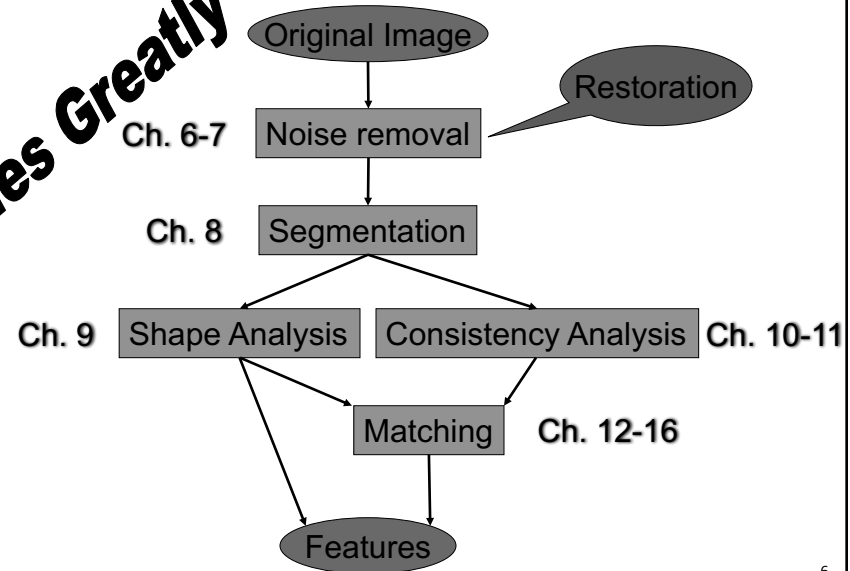 es Greatly
Original Image
Restoration
Ch. 6-7 Noise removal
Ch. 8 Segmentation
Ch. 9 Shape Analysis Consistency Analysis Ch. 10-11
Matching Ch. 12-16
Features
6